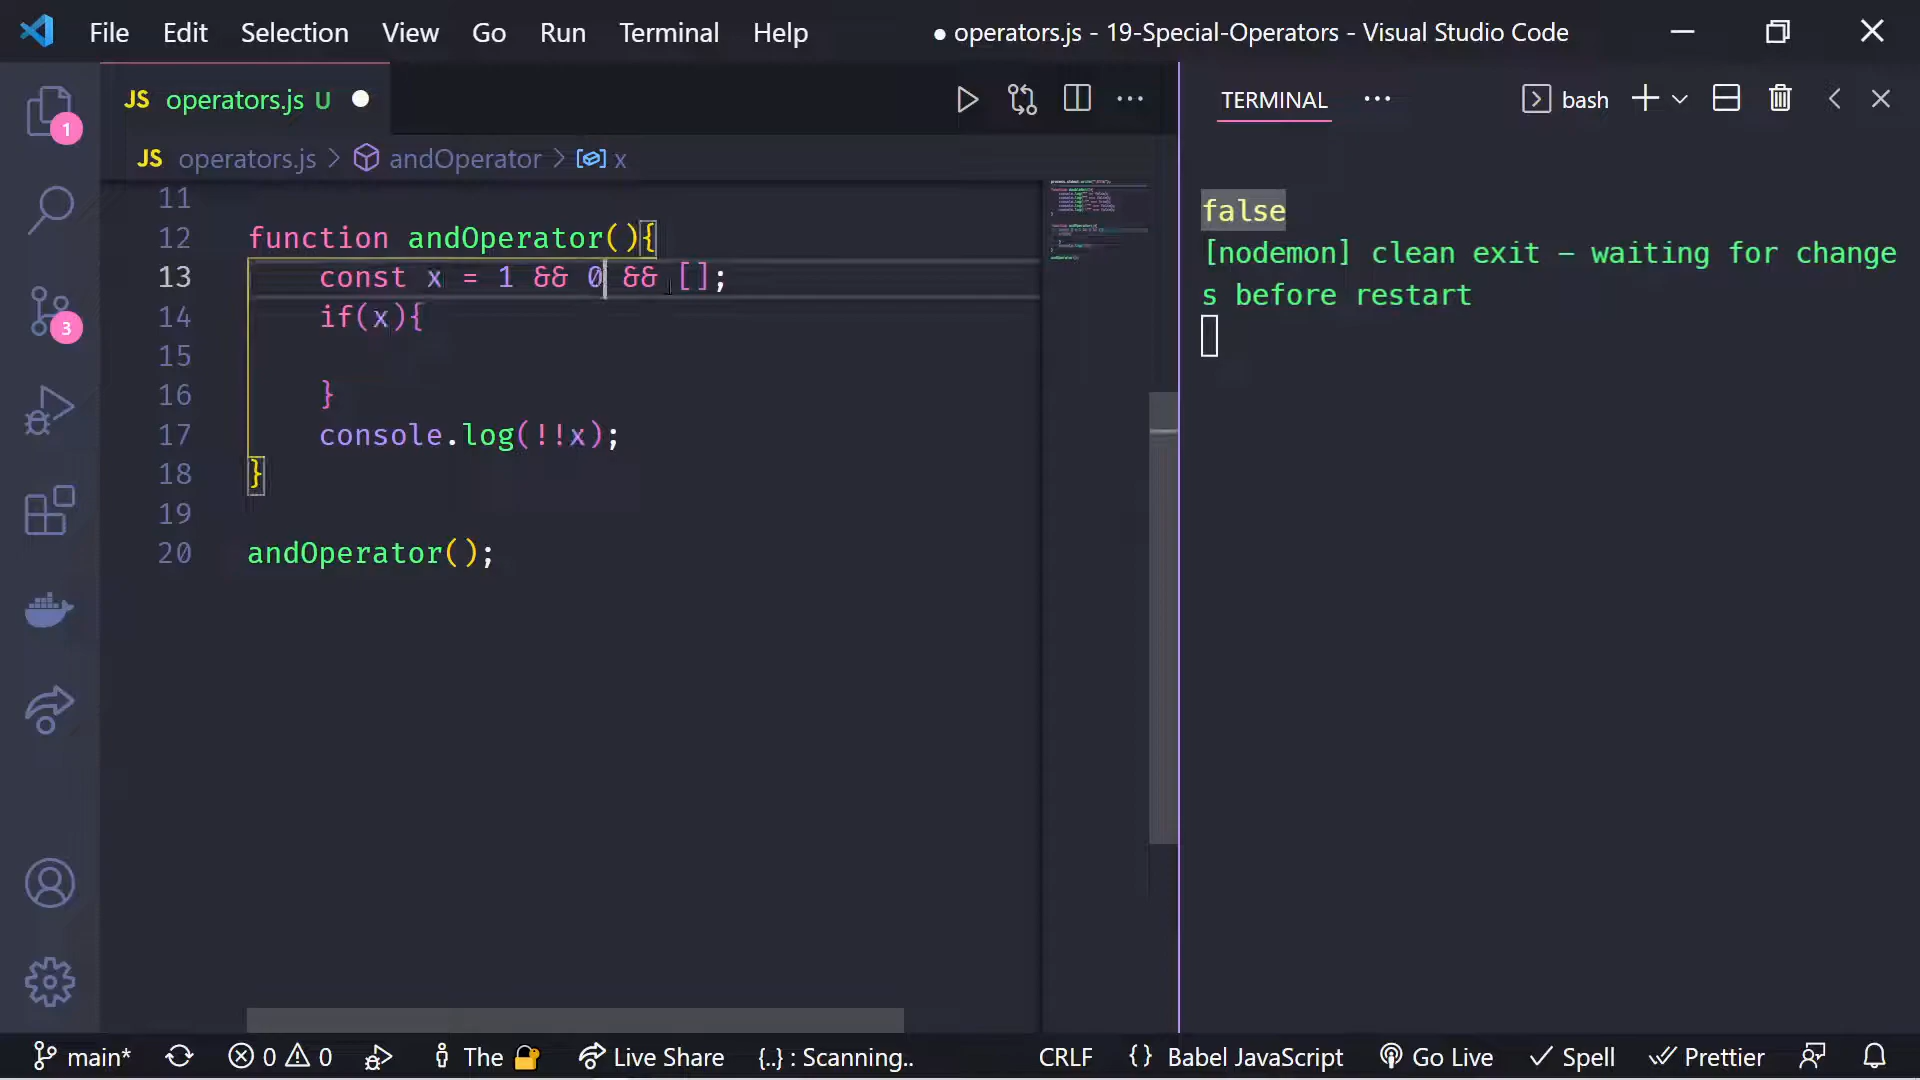 File Edit Selection View Go Run Terminal Help
● operators.js - 19-Special-Operators - Visual Studio Code
JS operators.js U ●
JS operators.js > andOperator > x
11
12 function andOperator(){
13 const x = 1 && 0 && [];
14 if(x){
15
16 }
17 console.log(!!x);
18 }
19
20 andOperator();
1
3
TERMINAL ... bash
false
[nodemon] clean exit - waiting for change
s before restart
main* 0 0 The Live Share {..} : Scanning.. CRLF {} Babel JavaScript Go Live Spell Prettier